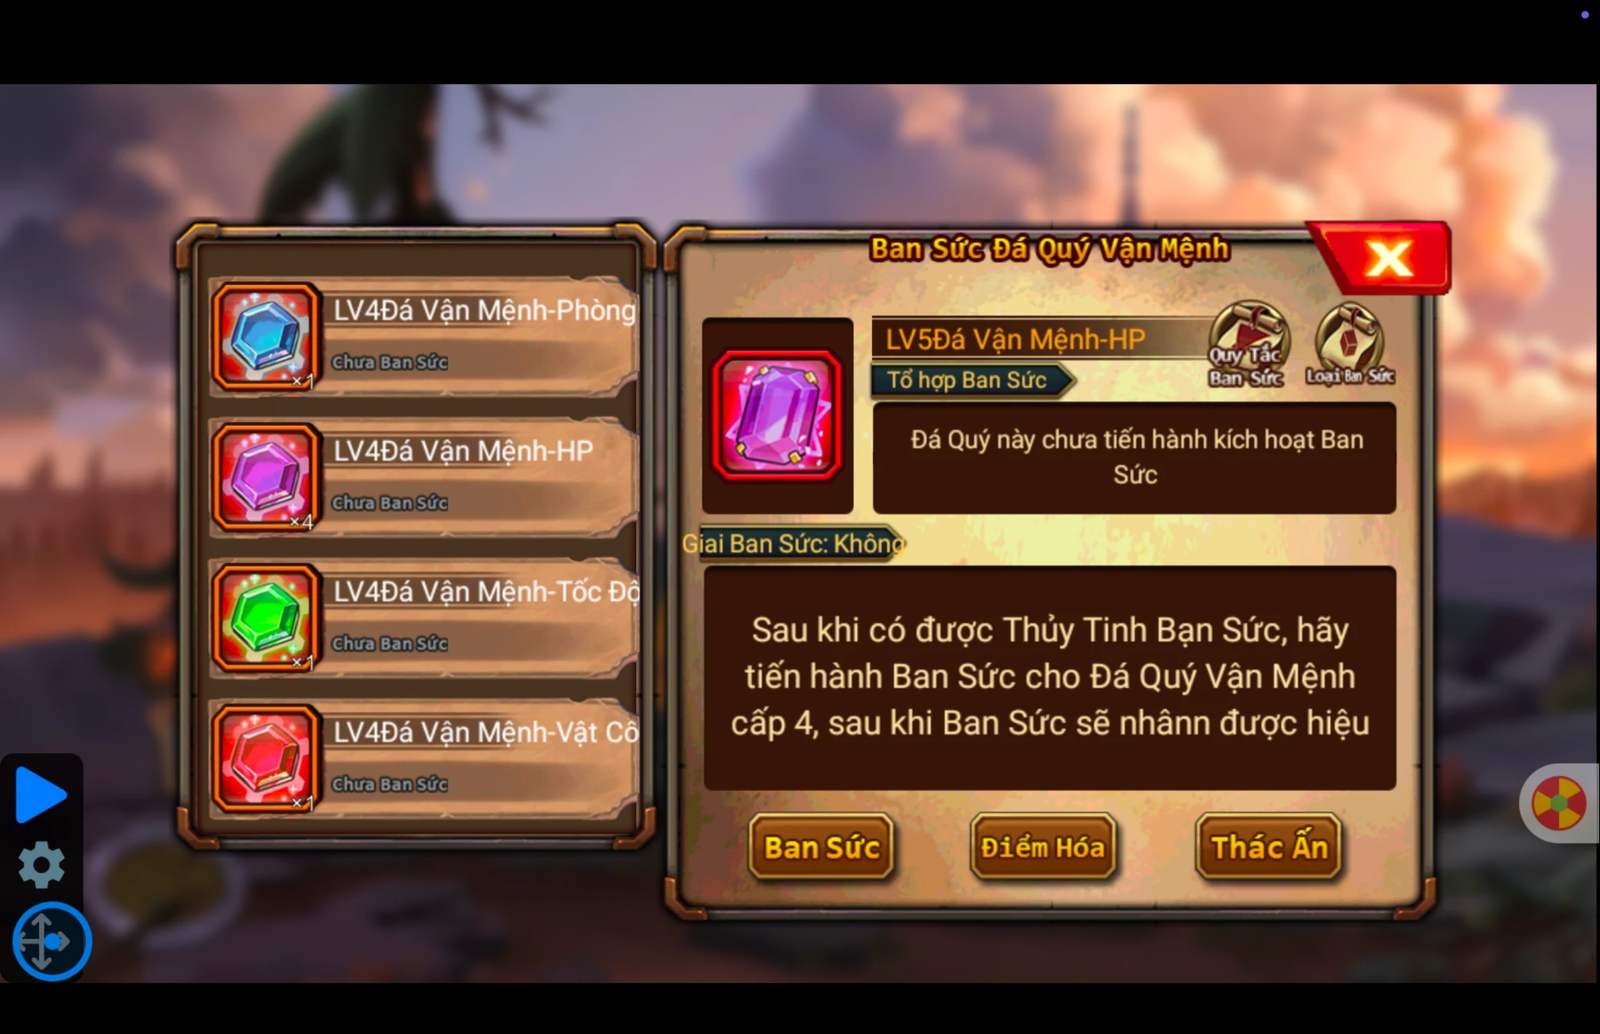 Ban Sức Đá Quý Vận Mệnh
LV4Đá Vận Mệnh-Phòng
Chưa Ban Sức
×1
LV4Đá Vận Mệnh-HP
Chưa Ban Sức
×4
LV4Đá Vận Mệnh-Tốc Độ
Chưa Ban Sức
×1
LV4Đá Vận Mệnh-Vật Cô
Chưa Ban Sức
×1
LV5Đá Vận Mệnh-HP
Quy Tắc
Ban Sức
Loại Ban Sức
Tổ hợp Ban Sức
Đá Quý này chưa tiến hành kích hoạt Ban
Sức
Giai Ban Sức: Không
Sau khi có được Thủy Tinh Bạn Sức, hãy
tiến hành Ban Sức cho Đá Quý Vận Mệnh
cấp 4, sau khi Ban Sức sẽ nhânn được hiệu
Ban Sức
Điểm Hóa
Thác Ấn